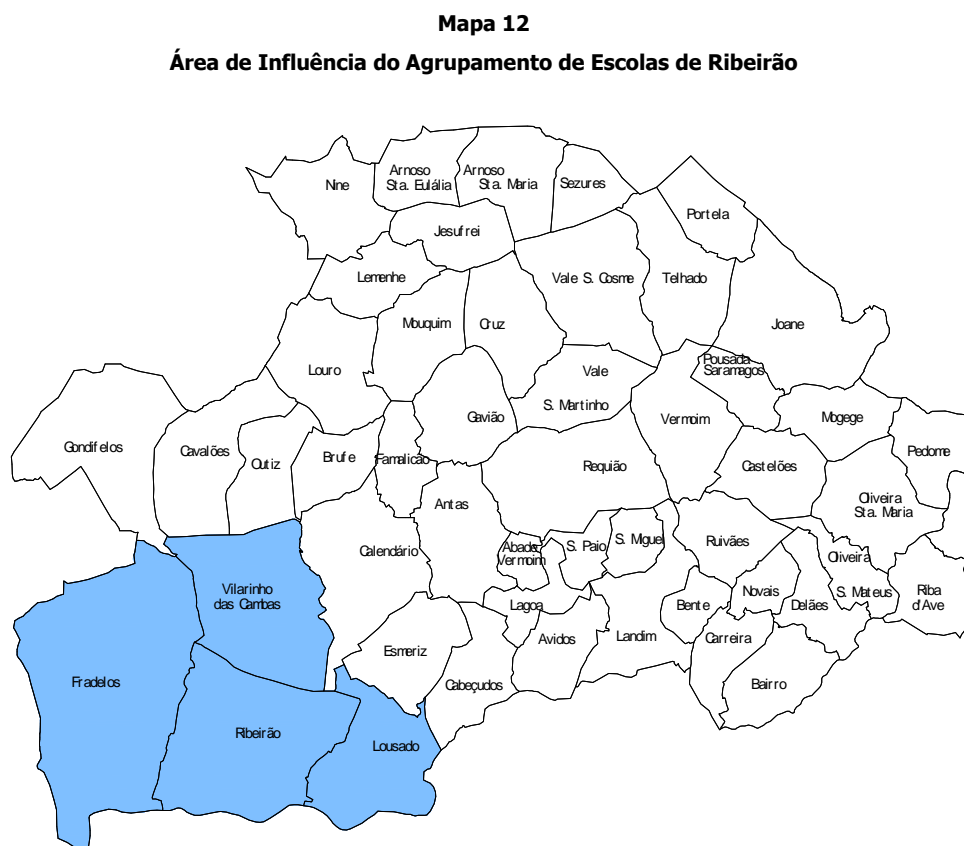 Mapa 12
Área de Influência do Agrupamento de Escolas de Ribeirão
Nine
Arnoso
Sta. Eulália
Arnoso
Sta. Maria
Sezures
Portela
Jesufrei
Lemenhe
Vale S. Cosme
Telhado
Mouquim
Cruz
Joane
Louro
Vale
S. Martinho
Pousada
Saramagos
Gavião
Vermoim
Mogege
Gondifelos
Cavalões
Outiz
Brufe
Famalicão
Requião
Castelões
Pedome
Antas
Oliveira
Sta. Maria
Calendário
Abade
Vermoim
S. Paio
S. Miguel
Ruivães
Oliveira
S. Mateus
Vilarinho
das Cambas
Lagoa
Bente
Novais
Delães
Riba
d'Ave
Esmeriz
Avidos
Landim
Carreira
Fradelos
Cabeçudos
Bairro
Ribeirão
Lousado